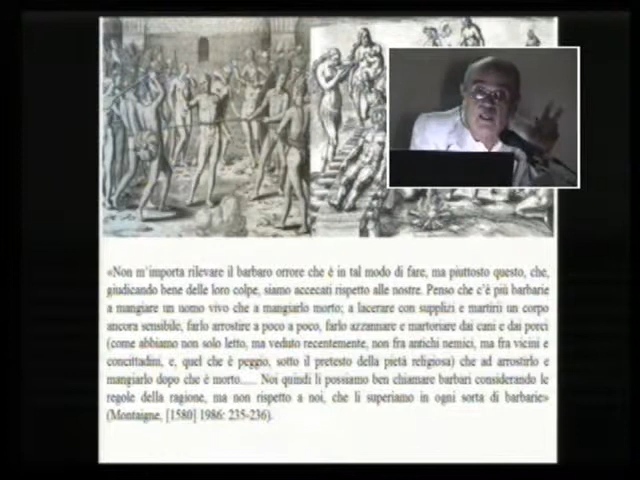 «Non m'importa rilevare il barbaro orrore che è in tal modo di fare, ma piuttosto questo, che,
giudicando bene delle loro colpe, siamo accecati rispetto alle nostre. Penso che c'è più barbarie
a mangiare un uomo vivo che a mangiarlo morto; a lacerare con supplizi e martirii un corpo
ancora sensibile, farlo arrostire a poco a poco, farlo azzannare e martoriare dai cani e dai porci
(come abbiamo non solo letto, ma veduto recentemente, non fra antichi nemici, ma fra vicini e
concittadini, e, quel che è peggio, sotto il pretesto della pietà religiosa) che ad arrostirlo e
mangiarlo dopo che è morto..... Noi quindi li possiamo ben chiamare barbari considerando le
regole della ragione, ma non rispetto a noi, che li superiamo in ogni sorta di barbarie»
(Montaigne, [1580] 1986: 235-236).